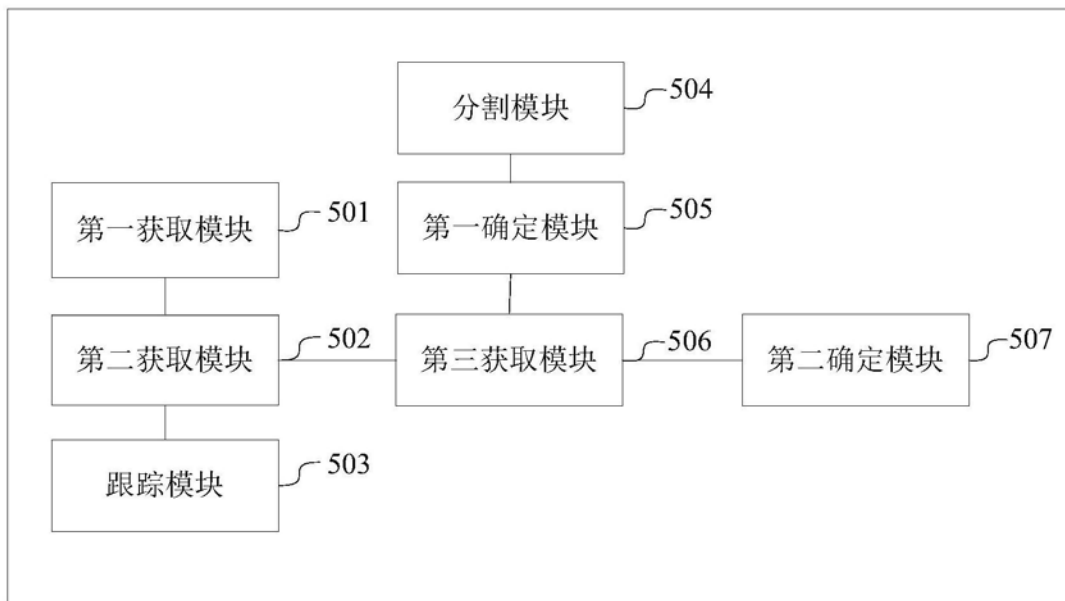 分割模块
504
第一获取模块
501
第一确定模块
505
第二获取模块
502
第三获取模块
506
第二确定模块
507
跟踪模块
503